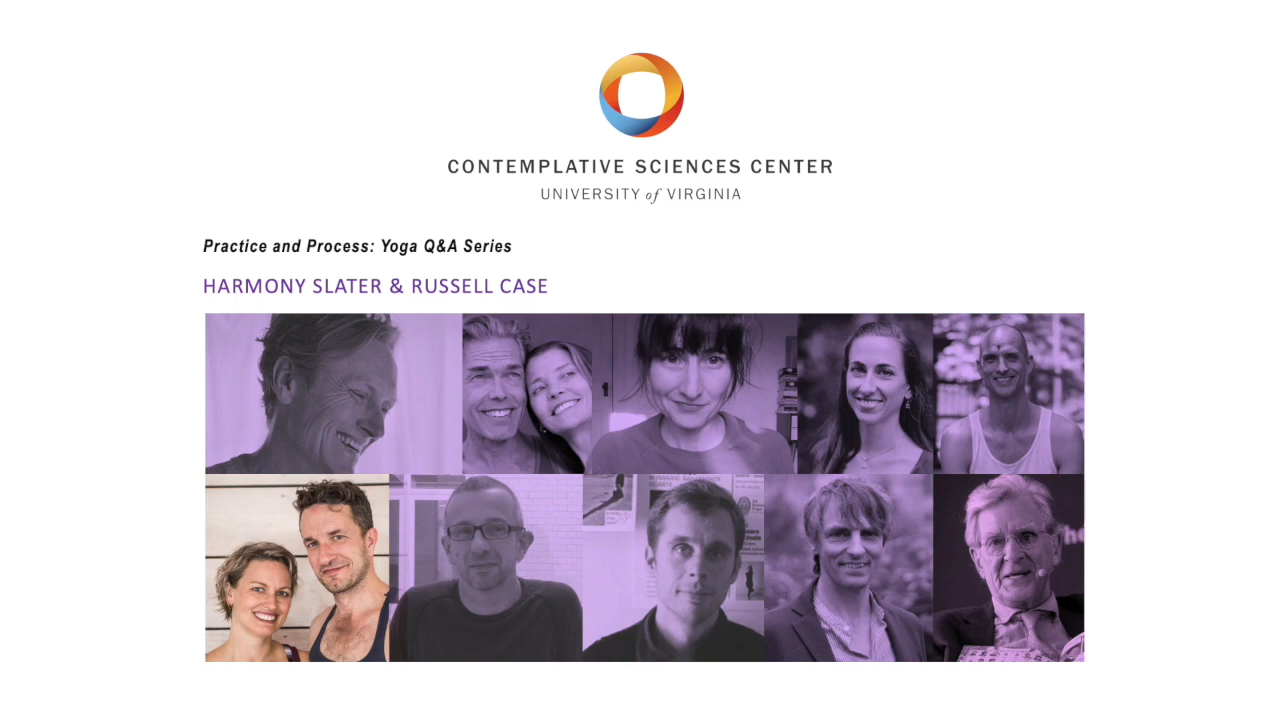 CONTEMPLATIVE SCIENCES CENTER
UNIVERSITY of VIRGINIA
Practice and Process: Yoga Q&A Series
HARMONY SLATER & RUSSELL CASE